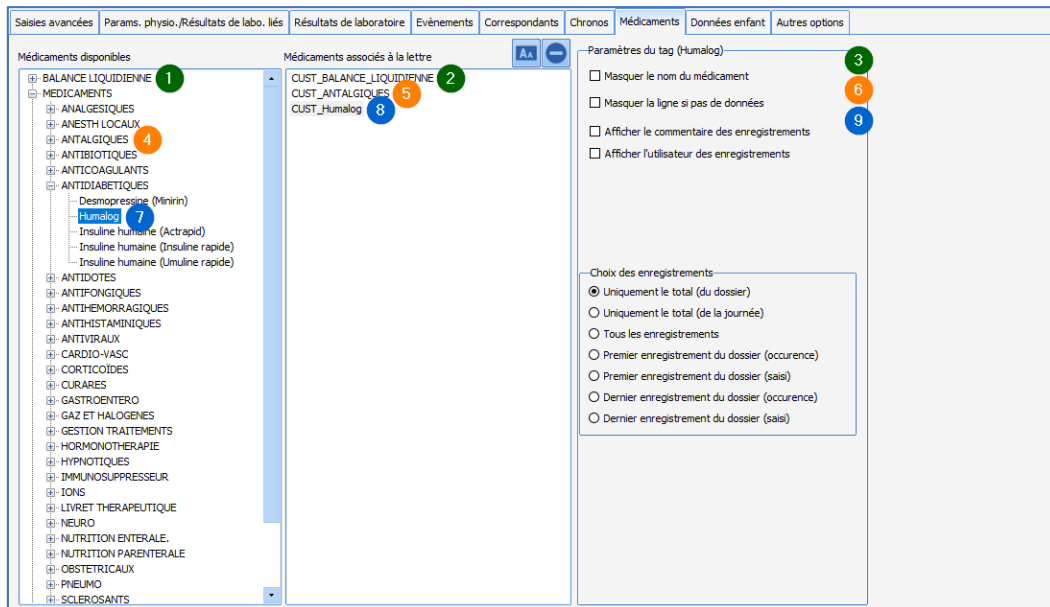 Saisies avancées Params. physio./Résultats de labo. liés Résultats de laboratoire Evènements Correspondants Chronos Médicaments Données enfant Autres options
Médicaments disponibles
BALANCE LIQUIDIENNE 1
MEDICAMENTS
ANALGESIQUES
ANESTH LOCAUX
ANTALGIQUES 4
ANTIBIOTIQUES
ANTICOAGULANTS
ANTIDIABETIQUES
Desmopressine (Minirin)
Humalog 7
Insuline humaine (Actrapid)
Insuline humaine (Insuline rapide)
Insuline humaine (Umuline rapide)
ANTIDOTES
ANTIFONGIQUES
ANTIHEMORRAGIQUES
ANTIHISTAMINIQUES
ANTIVIRAUX
CARDIO-VASC
CORTICOÏDES
CURARES
GASTROENTERO
GAZ ET HALOGENES
GESTION TRAITEMENTS
HORMONOTHERAPIE
HYPNOTIQUES
IMMUNOSUPPRESSEUR
IONS
LIVRET THERAPEUTIQUE
NEURO
NUTRITION ENTERALE.
NUTRITION PARENTERALE
OBSTETRICAUX
PNEUMO
SCLEROSANTS
Médicaments associés à la lettre AA
CUST_BALANCE_LIQUIDIENNE 2
CUST_ANTALGIQUES 5
CUST_Humalog 8
Paramètres du tag (Humalog)
3
Masquer le nom du médicament
6
Masquer la ligne si pas de données
9
Afficher le commentaire des enregistrements
Afficher l'utilisateur des enregistrements
Choix des enregistrements
Uniquement le total (du dossier)
Uniquement le total (de la journée)
Tous les enregistrements
Premier enregistrement du dossier (occurence)
Premier enregistrement du dossier (saisi)
Dernier enregistrement du dossier (occurence)
Dernier enregistrement du dossier (saisi)